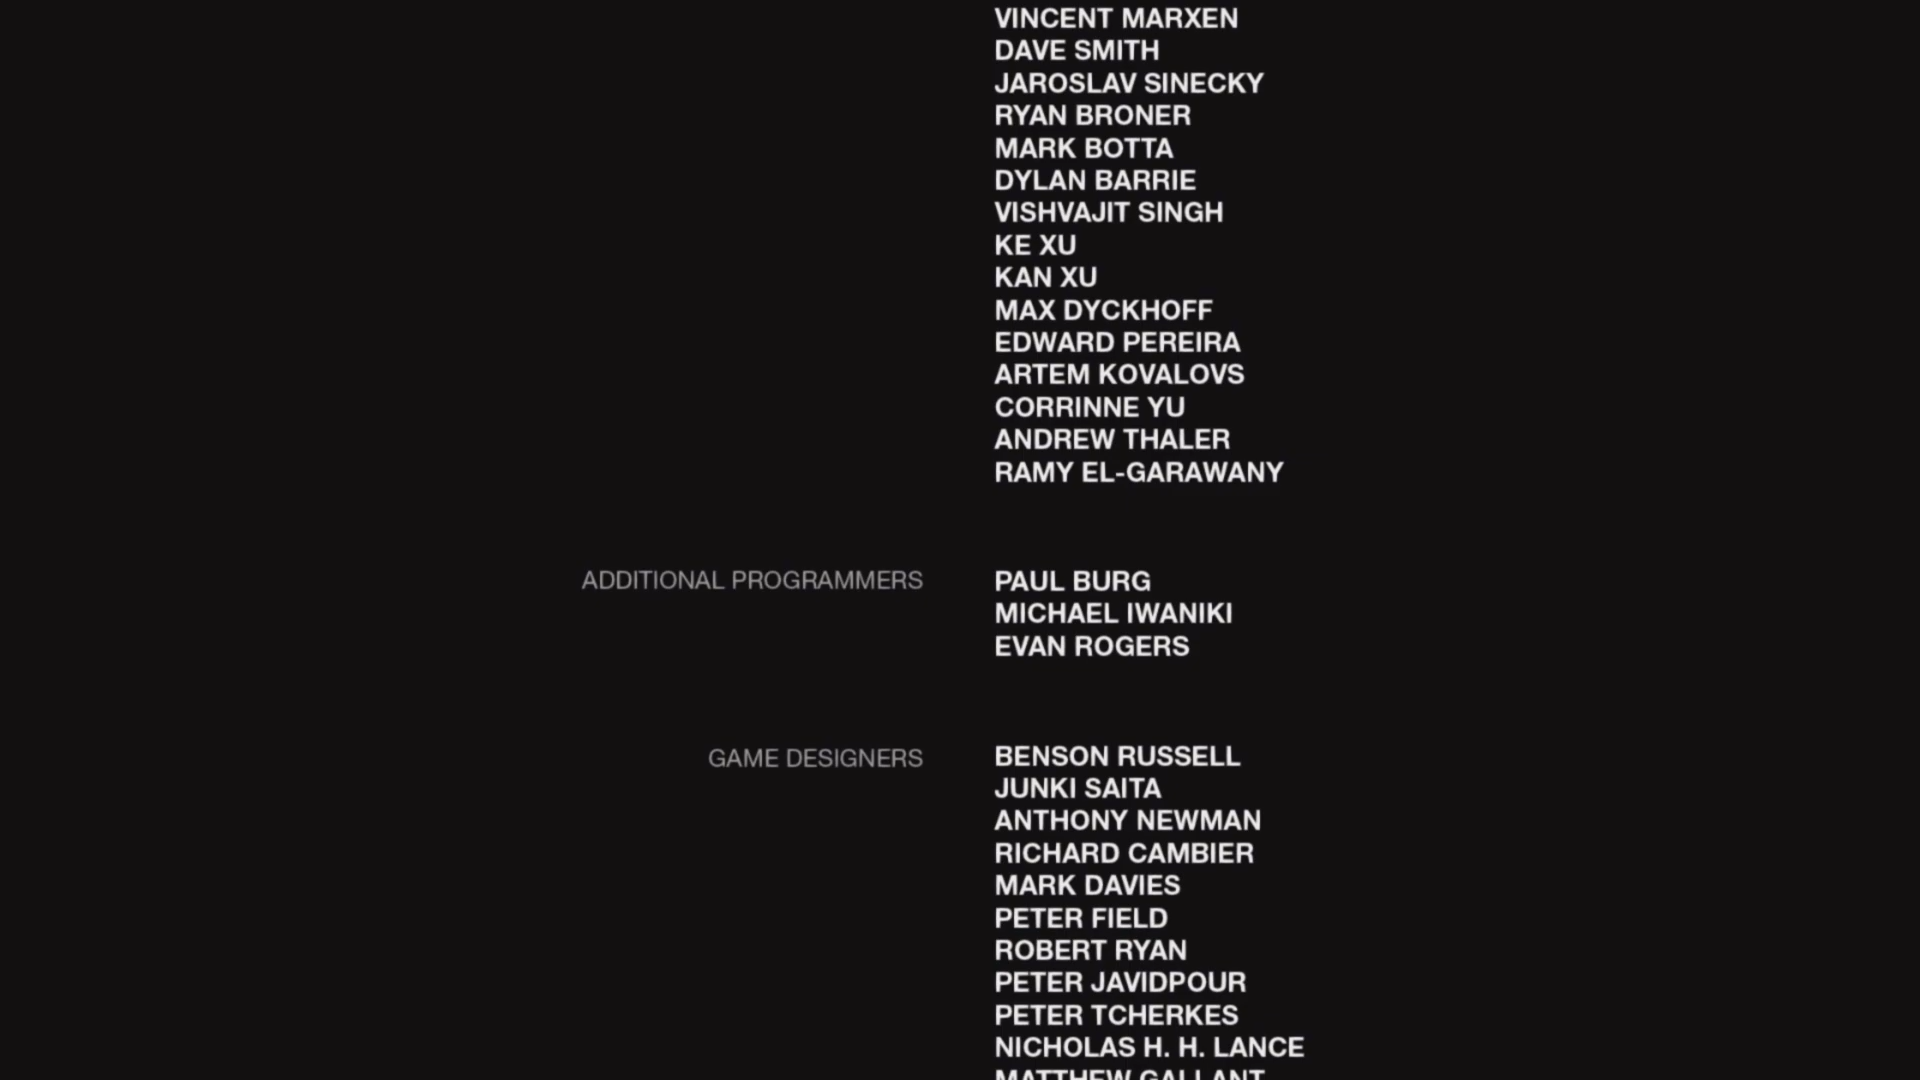 VINCENT MARXEN
DAVE SMITH
JAROSLAV SINECKY
RYAN BRONER
MARK BOTTA
DYLAN BARRIE
VISHVAJIT SINGH
KE XU
KAN XU
MAX DYCKHOFF
EDWARD PEREIRA
ARTEM KOVALOVS
CORRINNE YU
ANDREW THALER
RAMY EL-GARAWANY
ADDITIONAL PROGRAMMERS PAUL BURG
MICHAEL IWANIKI
EVAN ROGERS
GAME DESIGNERS BENSON RUSSELL
JUNKI SAITA
ANTHONY NEWMAN
RICHARD CAMBIER
MARK DAVIES
PETER FIELD
ROBERT RYAN
PETER JAVIDPOUR
PETER TCHERKES
NICHOLAS H. H. LANCE
MATTHEW GALLANT